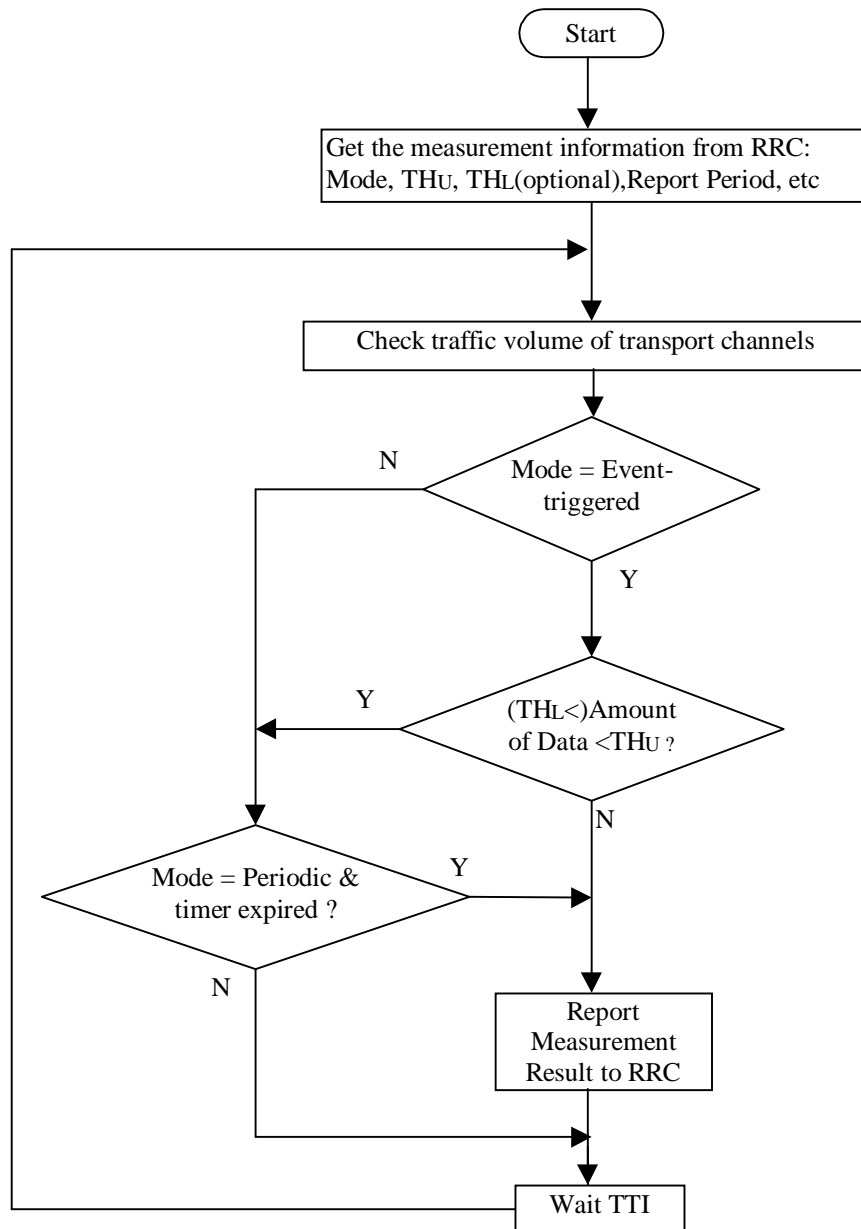 Start
Get the measurement information from RRC:
Mode, THU, THL(optional),Report Period, etc
Check traffic volume of transport channels
N
Mode = Event-
triggered
Y
Y
(THL<)Amount
of Data <THU ?
N
Mode = Periodic &
timer expired ?
Y
N
Report
Measurement
Result to RRC
Wait TTI